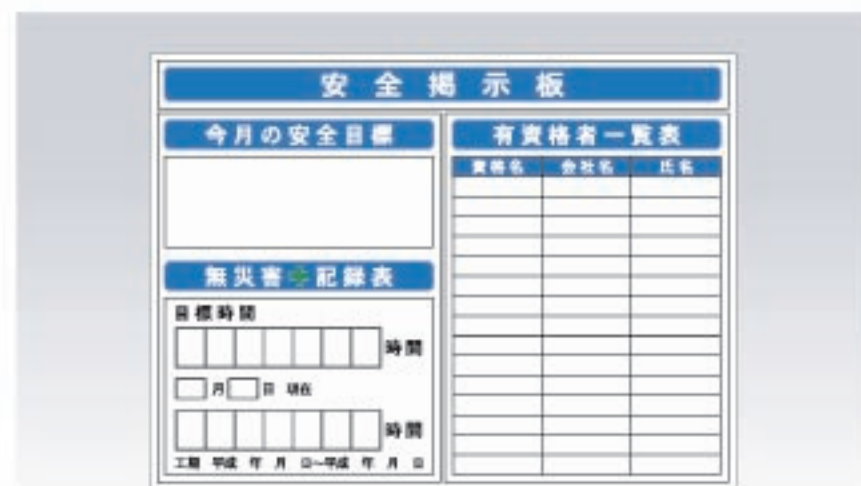 安全掲示板
今月の安全目標
無災害✚記録表
目標時間
時間
月 日 現在
時間
工期 平成 年 月 日～平成 年 月 日
有資格者一覧表
資格名 会社名 氏名